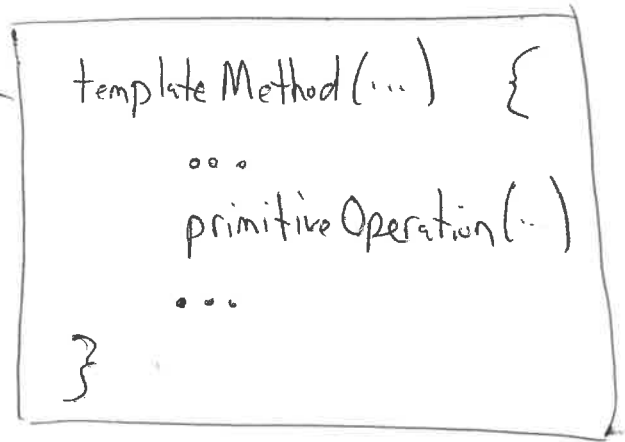 templateMethod(...) {
...
primitiveOperation(..)
...
}